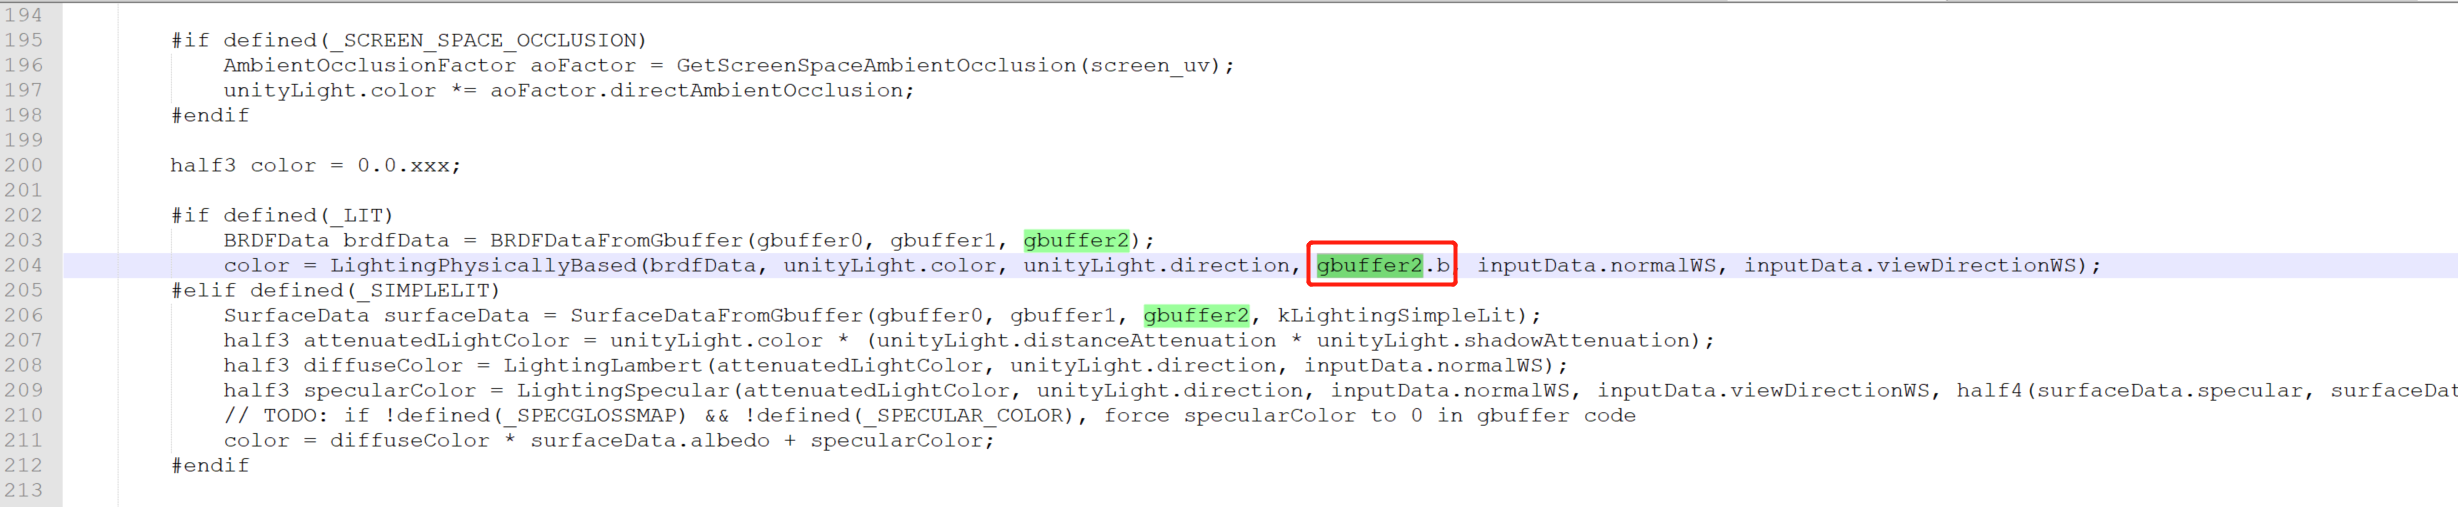 194
195 #if defined(_SCREEN_SPACE_OCCLUSION)
196 AmbientOcclusionFactor aoFactor = GetScreenSpaceAmbientOcclusion(screen_uv);
197 unityLight.color *= aoFactor.directAmbientOcclusion;
198 #endif
199
200 half3 color = 0.0.xxx;
201
202 #if defined(_LIT)
203 BRDFData brdfData = BRDFDataFromGbuffer(gbuffer0, gbuffer1, gbuffer2);
204 color = LightingPhysicallyBased(brdfData, unityLight.color, unityLight.direction, gbuffer2.b, inputData.normalWS, inputData.viewDirectionWS);
205 #elif defined(_SIMPLELIT)
206 SurfaceData surfaceData = SurfaceDataFromGbuffer(gbuffer0, gbuffer1, gbuffer2, kLightingSimpleLit);
207 half3 attenuatedLightColor = unityLight.color * (unityLight.distanceAttenuation * unityLight.shadowAttenuation);
208 half3 diffuseColor = LightingLambert(attenuatedLightColor, unityLight.direction, inputData.normalWS);
209 half3 specularColor = LightingSpecular(attenuatedLightColor, unityLight.direction, inputData.normalWS, inputData.viewDirectionWS, half4(surfaceData.specular, surfaceDat
210 // TODO: if !defined(_SPECGLOSSMAP) && !defined(_SPECULAR_COLOR), force specularColor to 0 in gbuffer code
211 color = diffuseColor * surfaceData.albedo + specularColor;
212 #endif
213